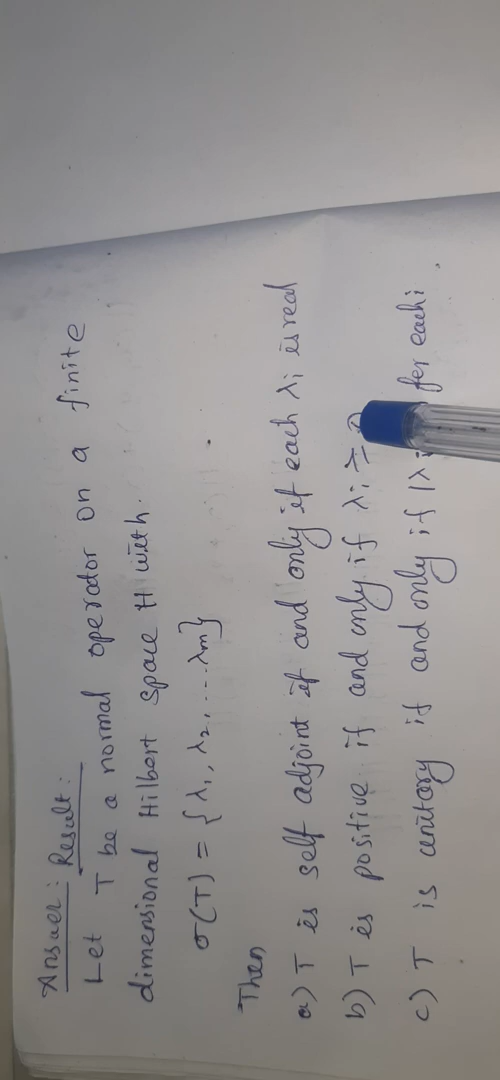 Answer: Result:
Let T be a normal operator on a finite
dimensional Hilbert space H with.
σ(T) = {λ₁, λ₂, ....λm}
Then
a) T is self adjoint if and only if each λi is real
b) T is positive if and only if λi ≥
c) T is unitary if and only if |λi for each i